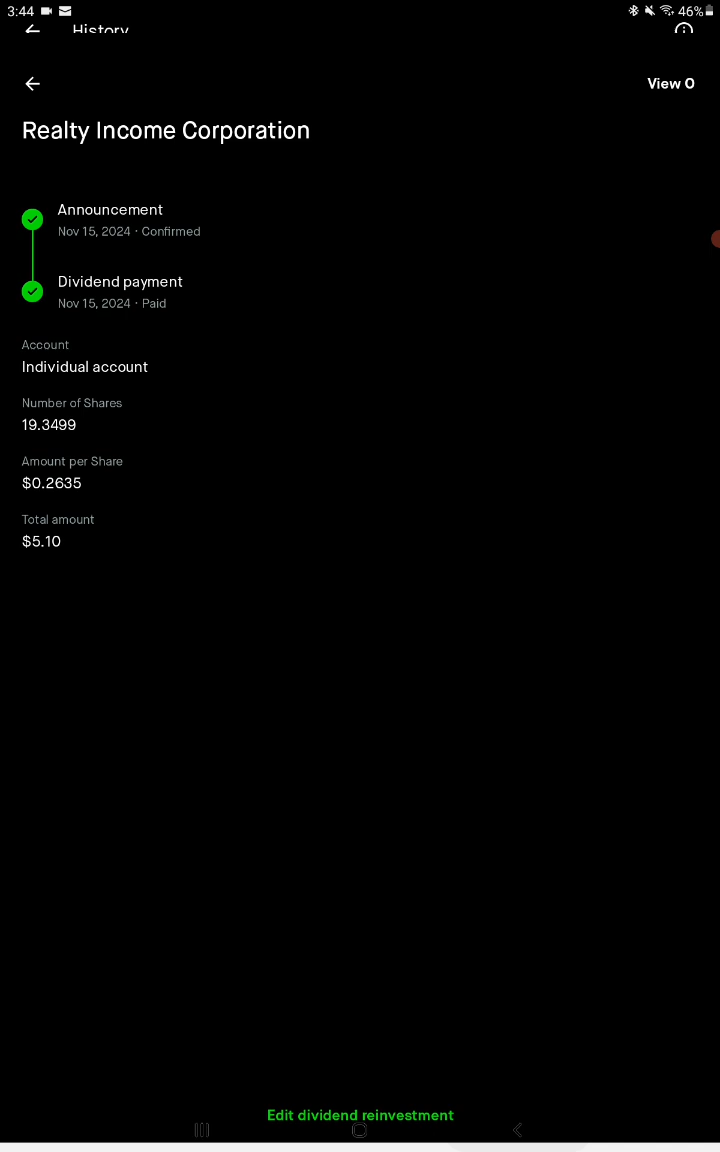 3:44 46%
History
View O
Realty Income Corporation
Announcement
Nov 15, 2024 · Confirmed
Dividend payment
Nov 15, 2024 · Paid
Account
Individual account
Number of Shares
19.3499
Amount per Share
$0.2635
Total amount
$5.10
Edit dividend reinvestment